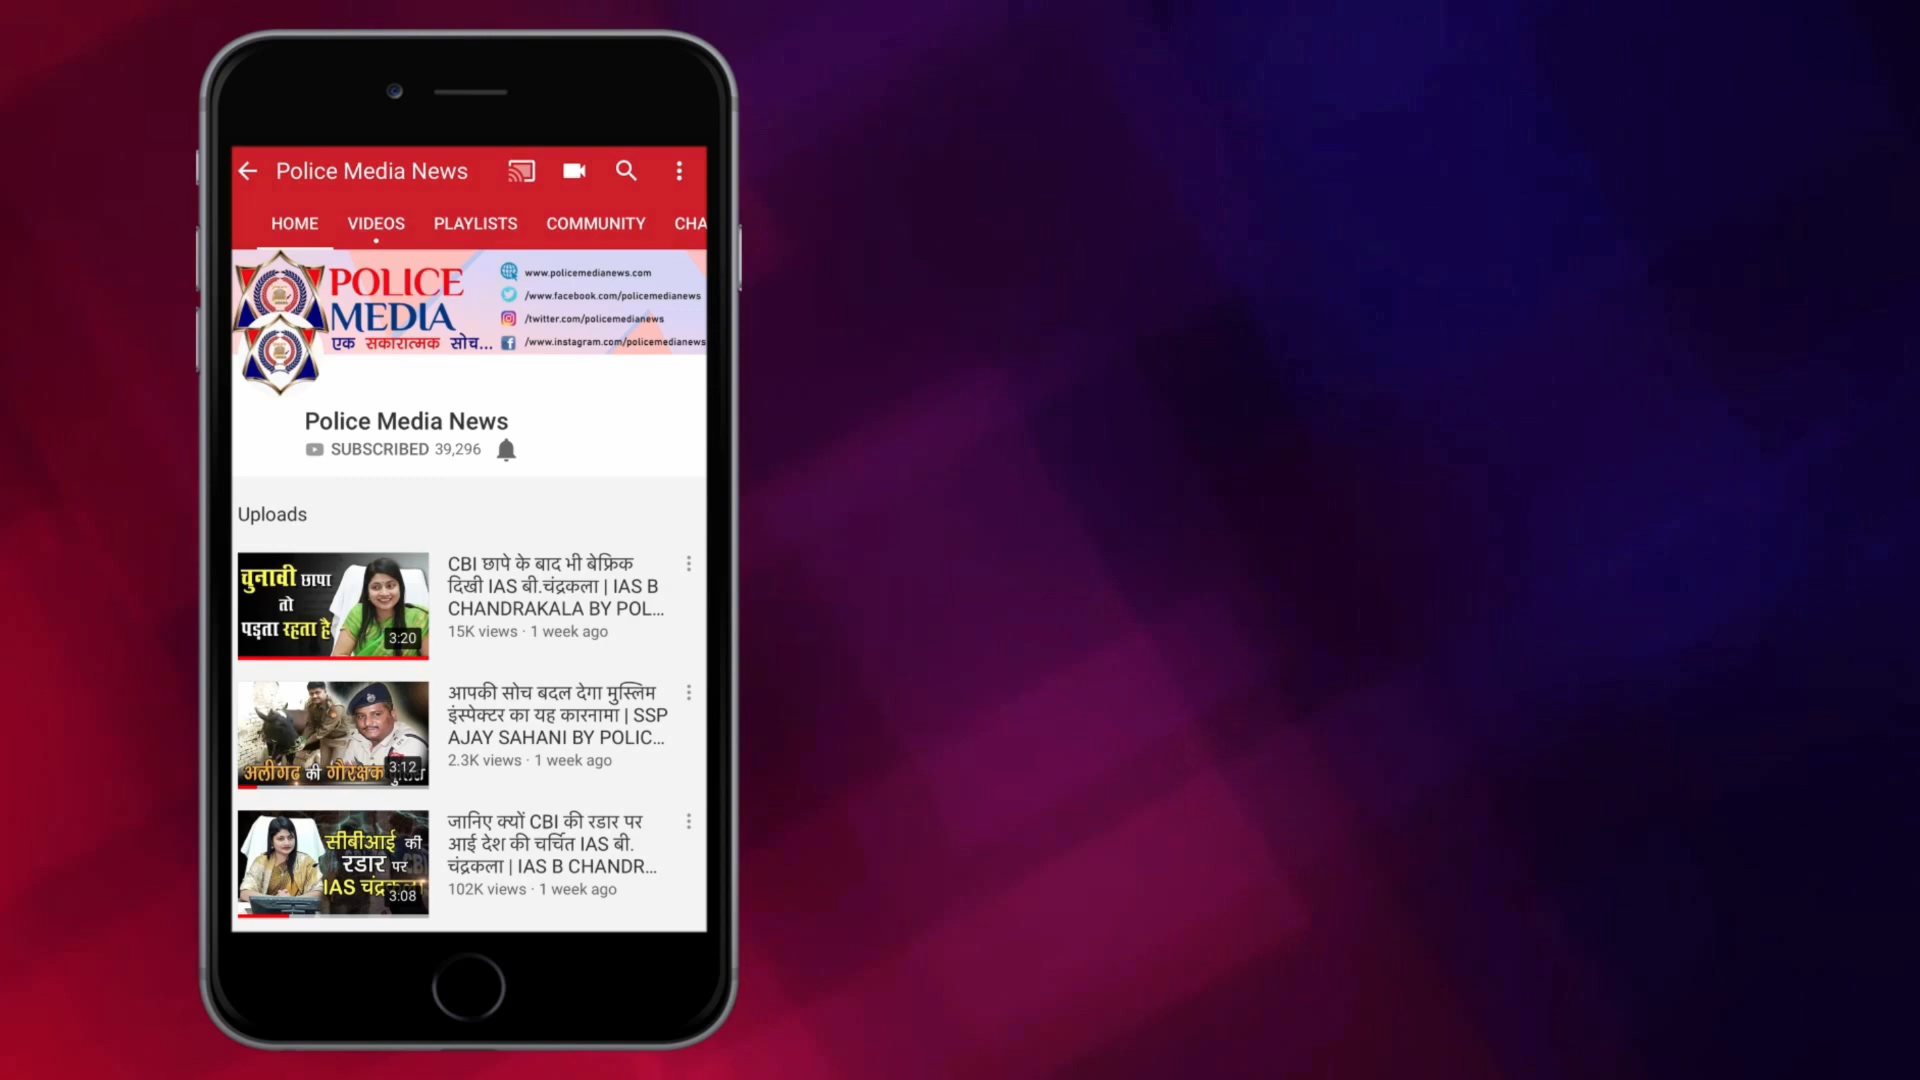 Police Media News
HOME VIDEOS PLAYLISTS COMMUNITY CHA
POLICE
MEDIA
एक सकारात्मक सोच...
www.policemedianews.com
/www.facebook.com/policemedianews
/twitter.com/policemedianews
/www.instagram.com/policemedianews
Police Media News
SUBSCRIBED 39,296
Uploads
चुनावी छापा
तो
पड़ता रहता है
3:20
CBI छापे के बाद भी बेफ्रिक
दिखी IAS बी.चंद्रकला | IAS B
CHANDRAKALA BY POL...
15K views · 1 week ago
अलीगढ की गौरक्षक
3:12
आपकी सोच बदल देगा मुस्लिम
इंस्पेक्टर का यह कारनामा | SSP
AJAY SAHANI BY POLIC...
2.3K views · 1 week ago
सीबीआई की
रडार पर
IAS
3:08
जानिए क्यों CBI की रडार पर
आई देश की चर्चित IAS बी.
चंद्रकला | IAS B CHANDR...
102K views · 1 week ago